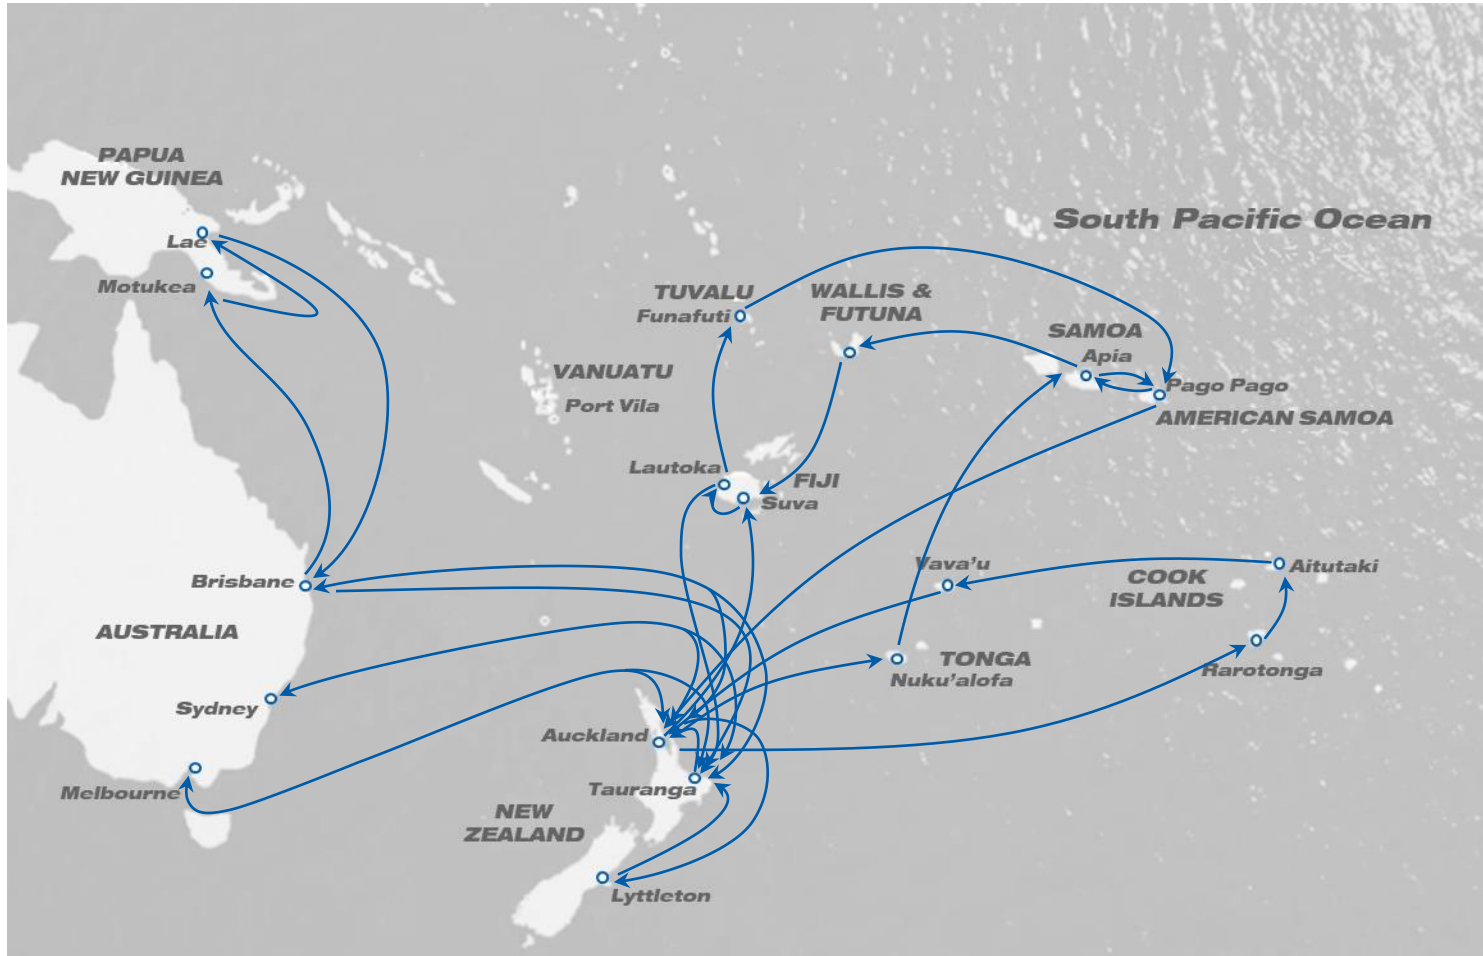 PAPUA
NEW GUINEA
South Pacific Ocean
Lae
Motukea
TUVALU
Funafuti
WALLIS &
FUTUNA
SAMOA
Apia
VANUATU
Port Vila
Pago Pago
AMERICAN SAMOA
Lautoka
FIJI
Suva
Brisbane
Vava'u
COOK
ISLANDS
Aitutaki
AUSTRALIA
TONGA
Nuku'alofa
Rarotonga
Sydney
Auckland
Melbourne
Tauranga
NEW
ZEALAND
Lyttleton